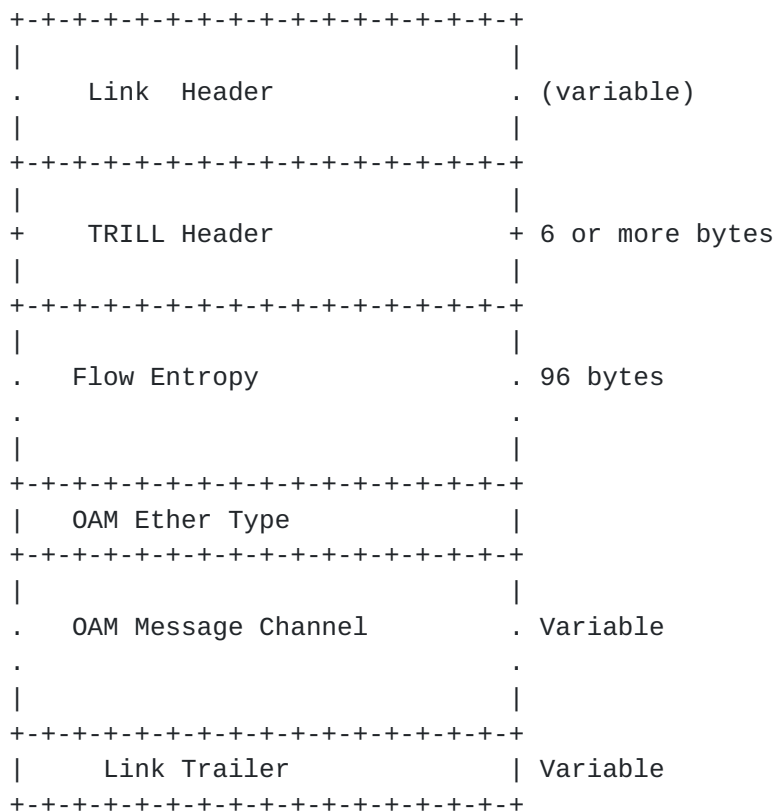 +-+-+-+-+-+-+-+-+-+-+-+-+-+-+-+-+
|                               |
.    Link  Header               . (variable)
|                               |
+-+-+-+-+-+-+-+-+-+-+-+-+-+-+-+-+
|                               |
+    TRILL Header               + 6 or more bytes
|                               |
+-+-+-+-+-+-+-+-+-+-+-+-+-+-+-+-+
|                               |
.   Flow Entropy                . 96 bytes
.                               .
|                               |
+-+-+-+-+-+-+-+-+-+-+-+-+-+-+-+-+
|   OAM Ether Type              |
+-+-+-+-+-+-+-+-+-+-+-+-+-+-+-+-+
|                               |
.   OAM Message Channel         . Variable
.                               .
|                               |
+-+-+-+-+-+-+-+-+-+-+-+-+-+-+-+-+
|     Link Trailer              | Variable
+-+-+-+-+-+-+-+-+-+-+-+-+-+-+-+-+